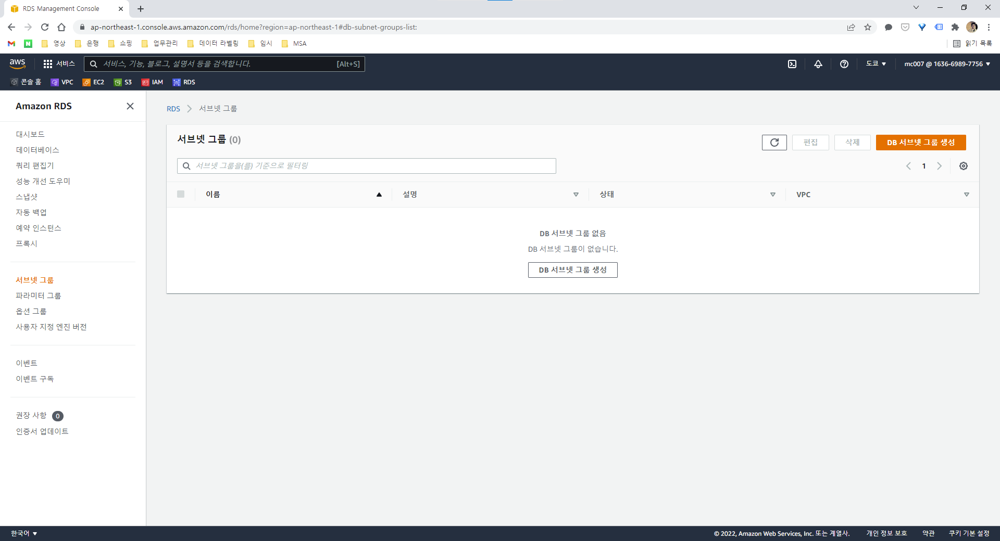 RDS Management Console
ap-northeast-1.console.aws.amazon.com/rds/home?region=ap-northeast-1#db-subnet-groups-list:
영상 은행 쇼핑 업무관리 데이터 라벨링 임시 MSA 읽기 목록
aws 서비스 서비스, 기능, 블로그, 설명서 등을 검색합니다. [Alt+S] 도쿄 mc007 @ 1636-6989-7756
콘솔 홈 VPC EC2 S3 IAM RDS
Amazon RDS
대시보드
데이터베이스
쿼리 편집기
성능 개선 도우미
스냅샷
자동 백업
예약 인스턴스
프록시
서브넷 그룹
파라미터 그룹
옵션 그룹
사용자 지정 엔진 버전
이벤트
이벤트 구독
권장 사항 0
인증서 업데이트
RDS 서브넷 그룹
서브넷 그룹 (0)
편집 삭제 DB 서브넷 그룹 생성
서브넷 그룹을(를) 기준으로 필터링
1
이름 설명 상태 VPC
DB 서브넷 그룹 없음
DB 서브넷 그룹이 없습니다.
DB 서브넷 그룹 생성
한국어 © 2022, Amazon Web Services, Inc. 또는 계열사. 개인 정보 보호 약관 쿠키 기본 설정